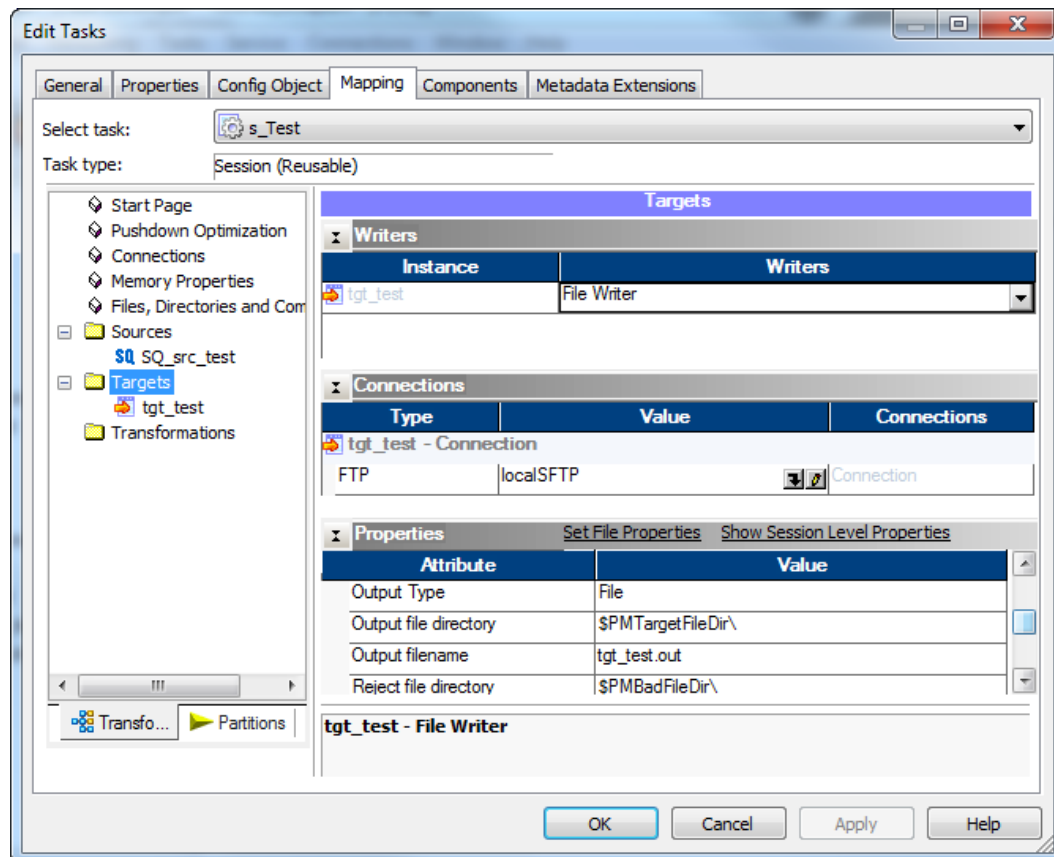 Edit Tasks
General Properties Config Object Mapping Components Metadata Extensions
Select task: s_Test
Task type: Session (Reusable)
Start Page
Pushdown Optimization
Connections
Memory Properties
Files, Directories and Com
Sources
SQ SQ_src_test
Targets
tgt_test
Transformations
Transfo... Partitions
Targets
Writers
Instance Writers
tgt_test File Writer
Connections
Type Value Connections
tgt_test - Connection
FTP localSFTP Connection
Properties Set File Properties Show Session Level Properties
Attribute Value
Output Type File
Output file directory $PMTargetFileDir\
Output filename tgt_test.out
Reject file directory $PMBadFileDir\
tgt_test - File Writer
OK Cancel Apply Help